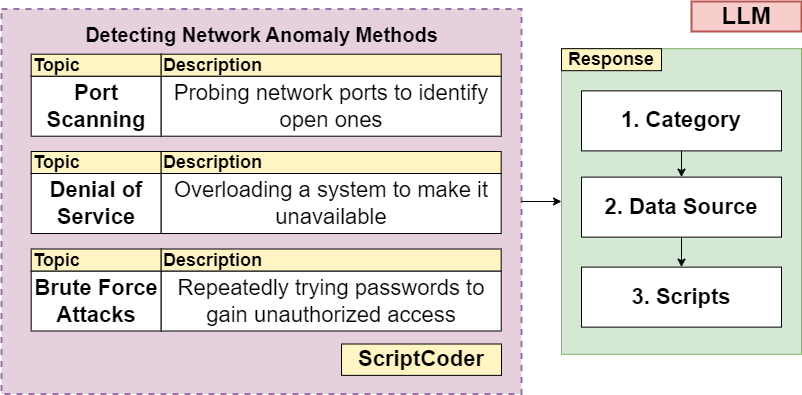 LLM
Detecting Network Anomaly Methods
Topic
Description
Port
Scanning
Probing network ports to identify
open ones
Topic
Description
Denial of
Service
Overloading a system to make it
unavailable
Topic
Description
Brute Force
Attacks
Repeatedly trying passwords to
gain unauthorized access
ScriptCoder
Response
1. Category
2. Data Source
3. Scripts